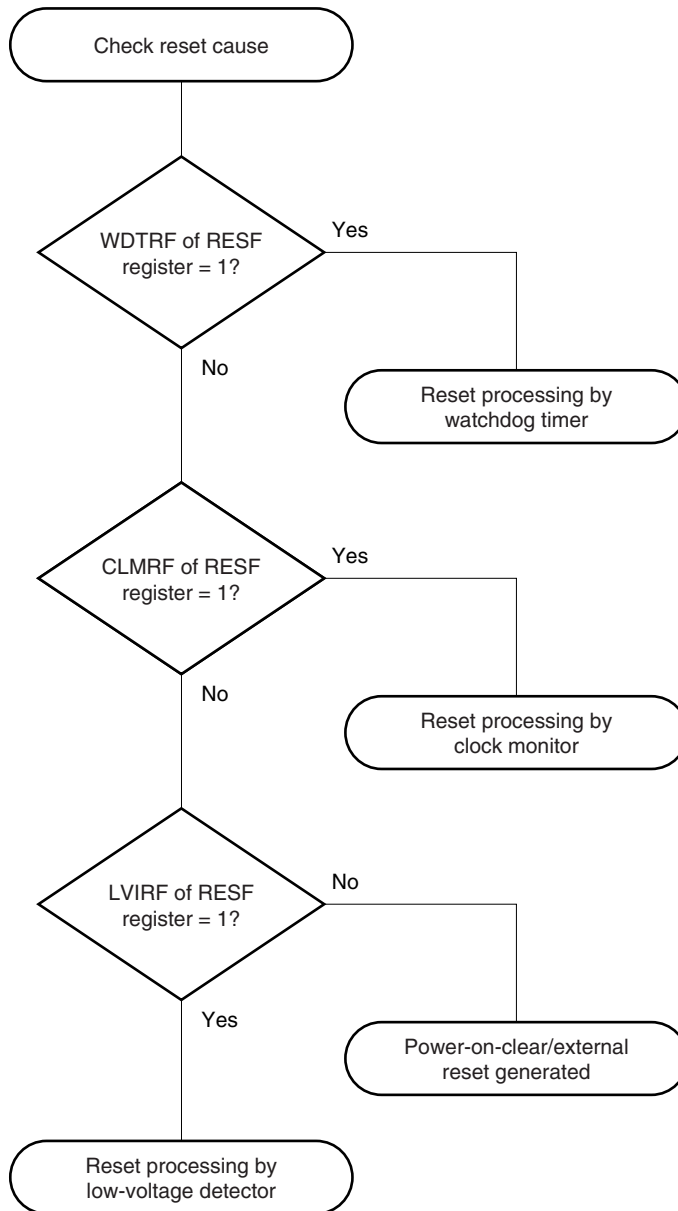 Check reset cause
WDTRF of RESF
register = 1?
Yes
No
Reset processing by
watchdog timer
CLMRF of RESF
register = 1?
Yes
No
Reset processing by
clock monitor
LVIRF of RESF
register = 1?
No
Yes
Power-on-clear/external
reset generated
Reset processing by
low-voltage detector